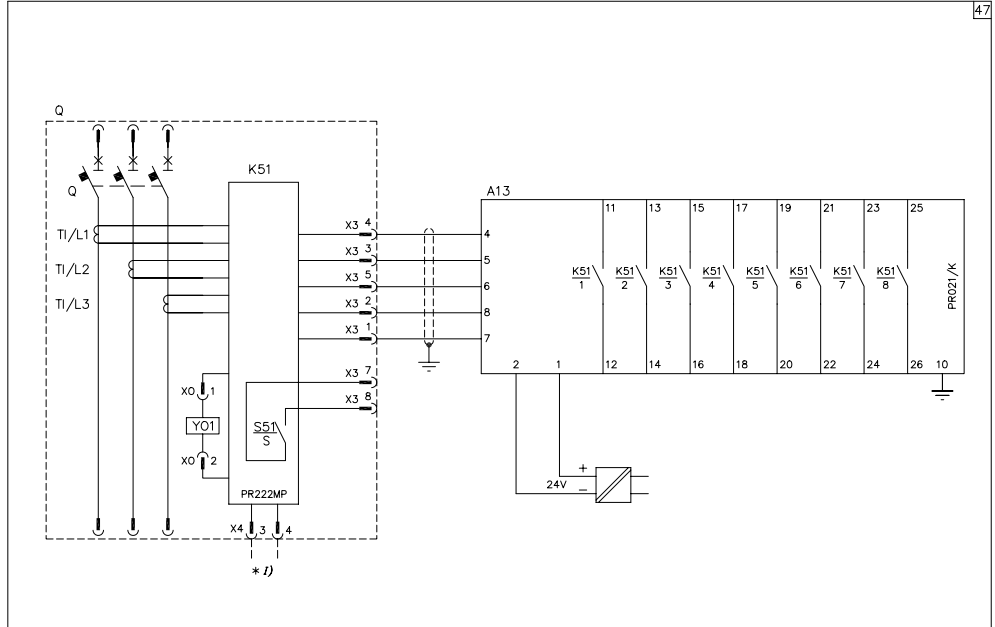 47
Q
Q
K51
TI/L1
TI/L2
TI/L3
X3 4
X3 3
X3 5
X3 2
X3 1
X3 7
X3 8
X0 1
Y01
X0 2
S51
S
PR222MP
X4 3 4
* 1)
A13
4
5
6
8
7
11 13 15 17 19 21 23 25
K51 K51 K51 K51 K51 K51 K51 K51
1 2 3 4 5 6 7 8
PR021/K
2 1 12 14 16 18 20 22 24 26 10
+
24V −